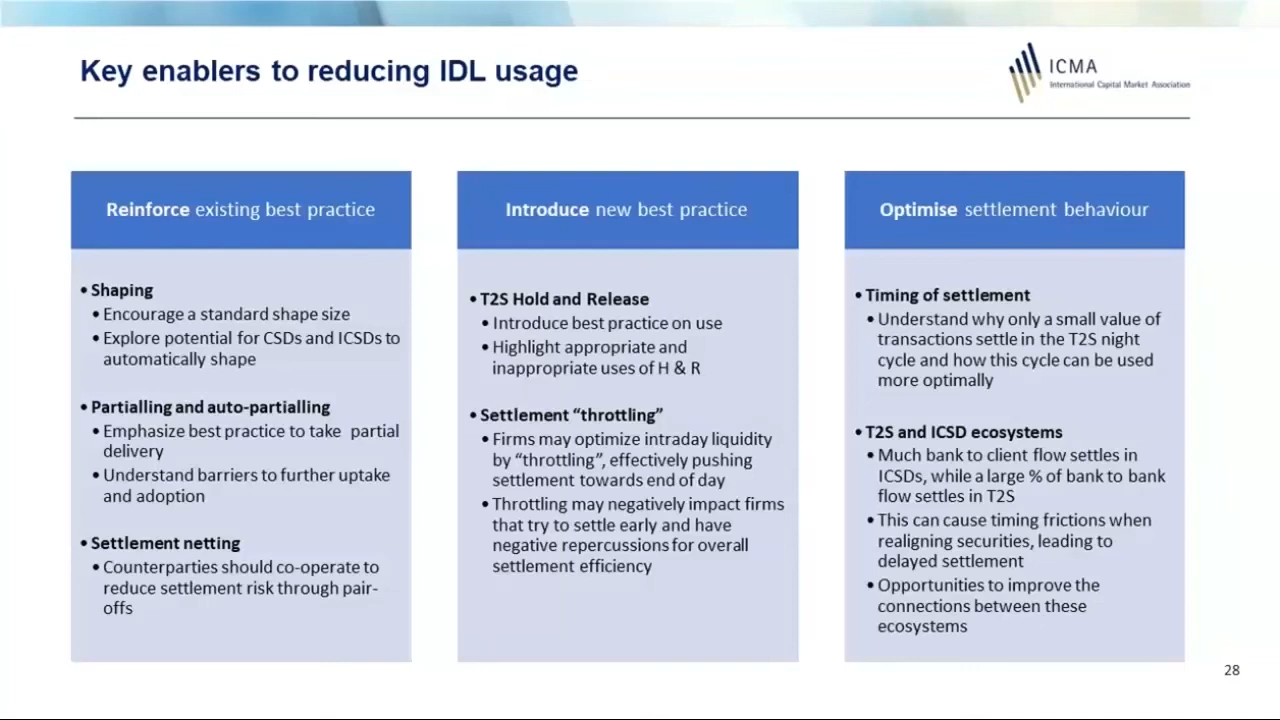 Key enablers to reducing IDL usage
ICMA
International Capital Market Association
Reinforce existing best practice
• Shaping
• Encourage a standard shape size
• Explore potential for CSDs and ICSDs to
automatically shape
• Partialling and auto-partialling
• Emphasize best practice to take partial
delivery
• Understand barriers to further uptake
and adoption
• Settlement netting
• Counterparties should co-operate to
reduce settlement risk through pair-
offs
Introduce new best practice
• T2S Hold and Release
• Introduce best practice on use
• Highlight appropriate and
inappropriate uses of H & R
• Settlement “throttling”
• Firms may optimize intraday liquidity
by “throttling”, effectively pushing
settlement towards end of day
• Throttling may negatively impact firms
that try to settle early and have
negative repercussions for overall
settlement efficiency
Optimise settlement behaviour
• Timing of settlement
• Understand why only a small value of
transactions settle in the T2S night
cycle and how this cycle can be used
more optimally
• T2S and ICSD ecosystems
• Much bank to client flow settles in
ICSDs, while a large % of bank to bank
flow settles in T2S
• This can cause timing frictions when
realigning securities, leading to
delayed settlement
• Opportunities to improve the
connections between these
ecosystems
28